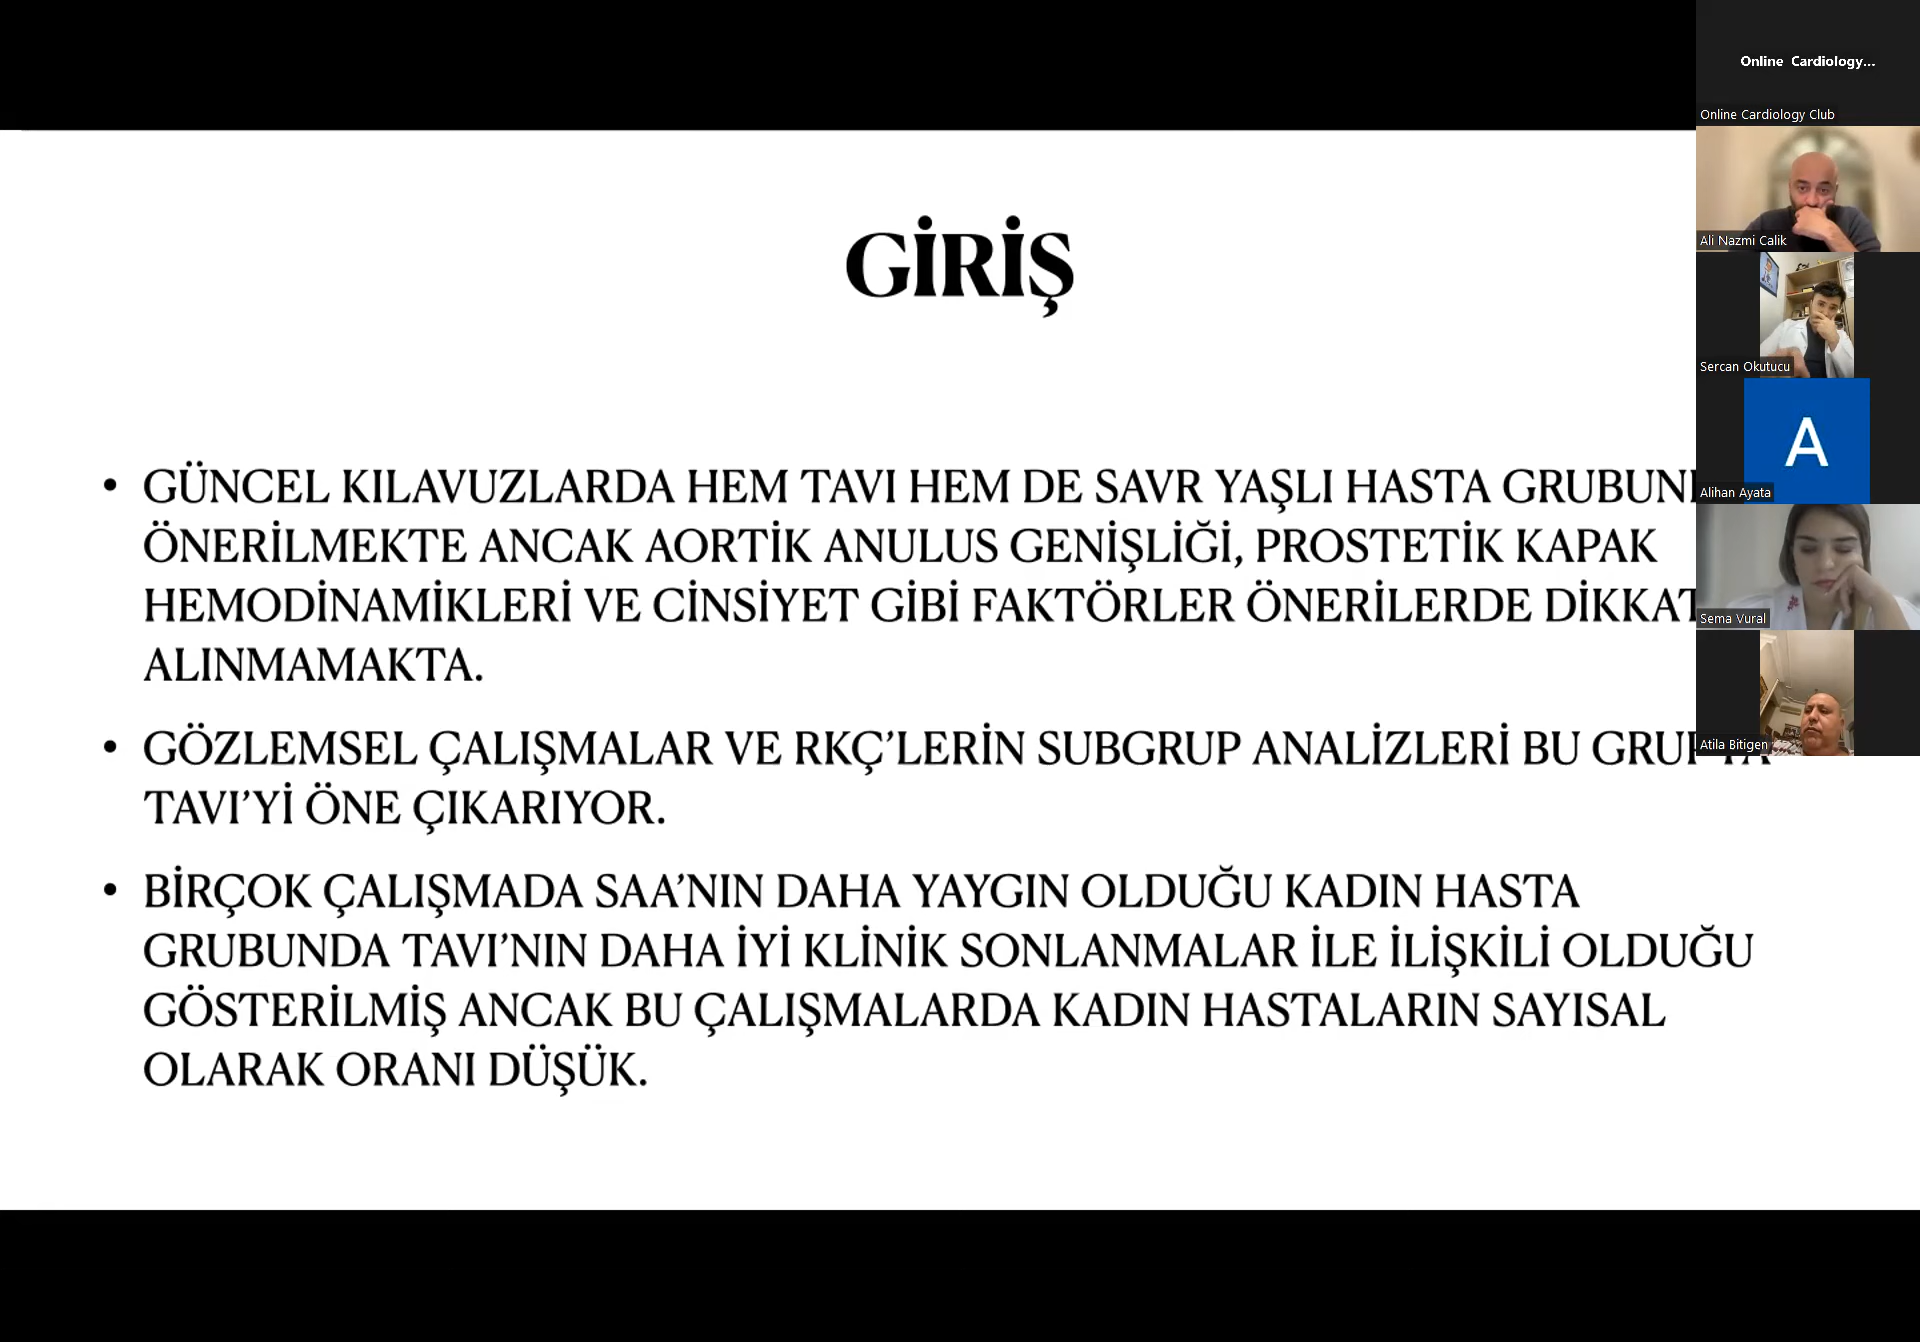 GİRİŞ
• GÜNCEL KILAVUZLARDA HEM TAVI HEM DE SAVR YAŞLI HASTA
ÖNERİLMEKTE ANCAK AORTİK ANULUS GENİŞLİĞİ, PROSTETİK KAPAK
HEMODİNAMİKLERİ VE CİNSİYET GİBİ FAKTÖRLER ÖNERİLERDE
ALINMAMAKTA.
• GÖZLEMSEL ÇALIŞMALAR VE RKÇ’LERİN SUBGRUP ANALİZLERİ BU
TAVI’Yİ ÖNE ÇIKARIYOR.
• BİRÇOK ÇALIŞMADA SAA’NIN DAHA YAYGIN OLDUĞU KADIN HASTA
GRUBUNDA TAVI’NIN DAHA İYİ KLİNİK SONLANMALAR İLE İLİŞKİLİ OLDUĞU
GÖSTERİLMİŞ ANCAK BU ÇALIŞMALARDA KADIN HASTALARIN SAYISAL
OLARAK ORANI DÜŞÜK.
Online Cardiology...
Online Cardiology Club
Ali Nazmi Calik
Sercan Okutucu
A
Alihan Ayata
Sema Vural
Atila Bitigen